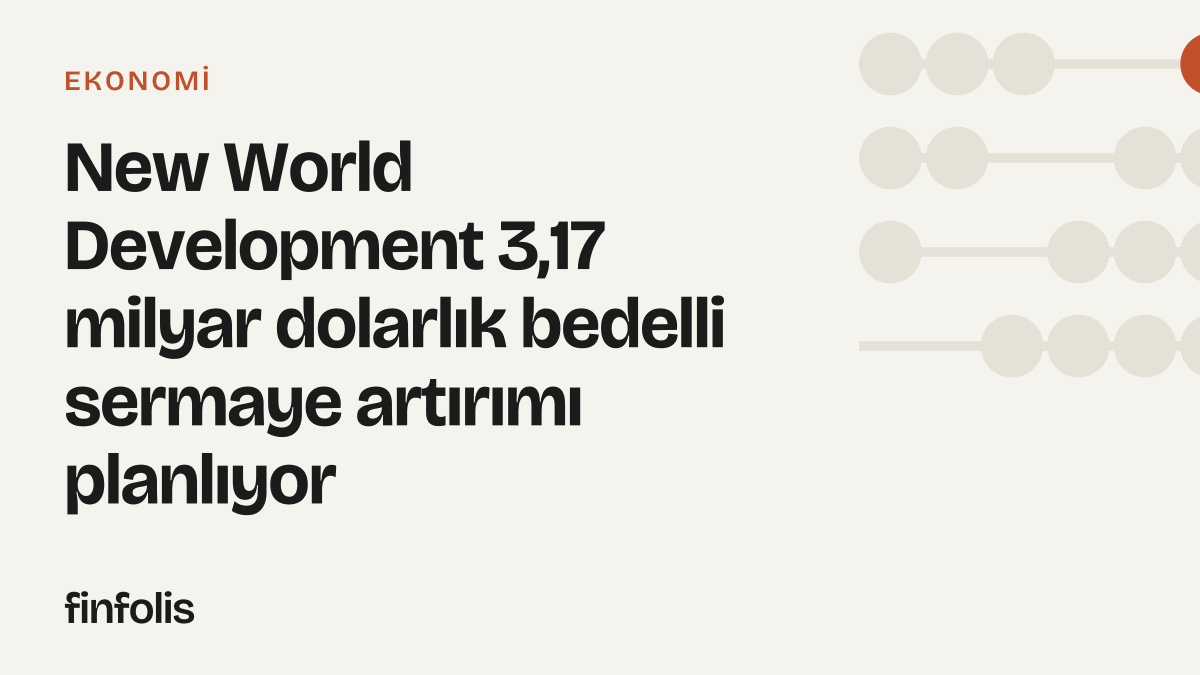 EKONOMİ
New World
Development 3,17
milyar dolarlık bedelli
sermaye artırımı
planlıyor
finfolis